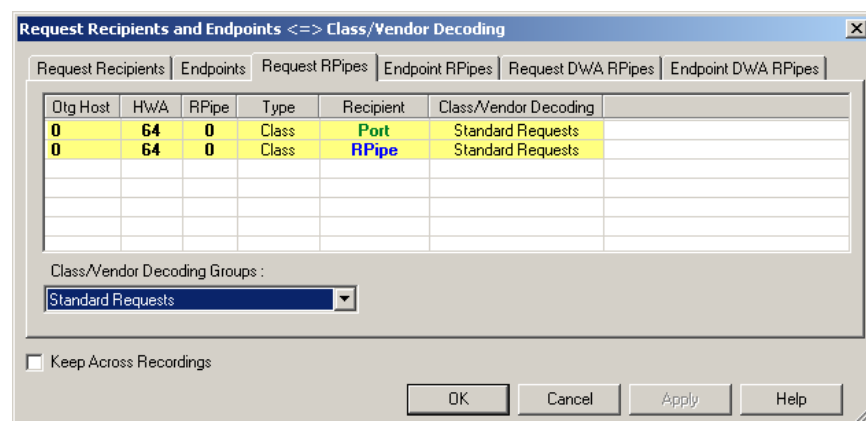 Request Recipients and Endpoints <=> Class/Vendor Decoding
Request Recipients Endpoints Request RPipes Endpoint RPipes Request DWA RPipes Endpoint DWA RPipes
Otg Host HWA RPipe Type Recipient Class/Vendor Decoding
0 64 0 Class Port Standard Requests
0 64 0 Class RPipe Standard Requests
Class/Vendor Decoding Groups :
Standard Requests
Keep Across Recordings
OK Cancel Apply Help